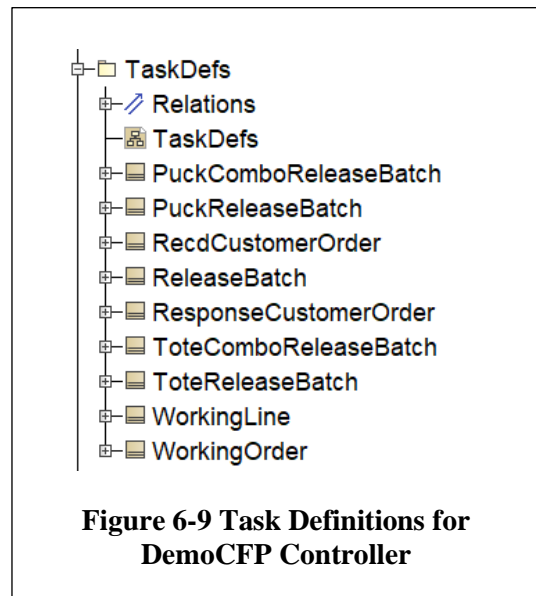 TaskDefs
Relations
TaskDefs
PuckComboReleaseBatch
PuckReleaseBatch
RecdCustomerOrder
ReleaseBatch
ResponseCustomerOrder
ToteComboReleaseBatch
ToteReleaseBatch
WorkingLine
WorkingOrder
Figure 6-9 Task Definitions for
DemoCFP Controller